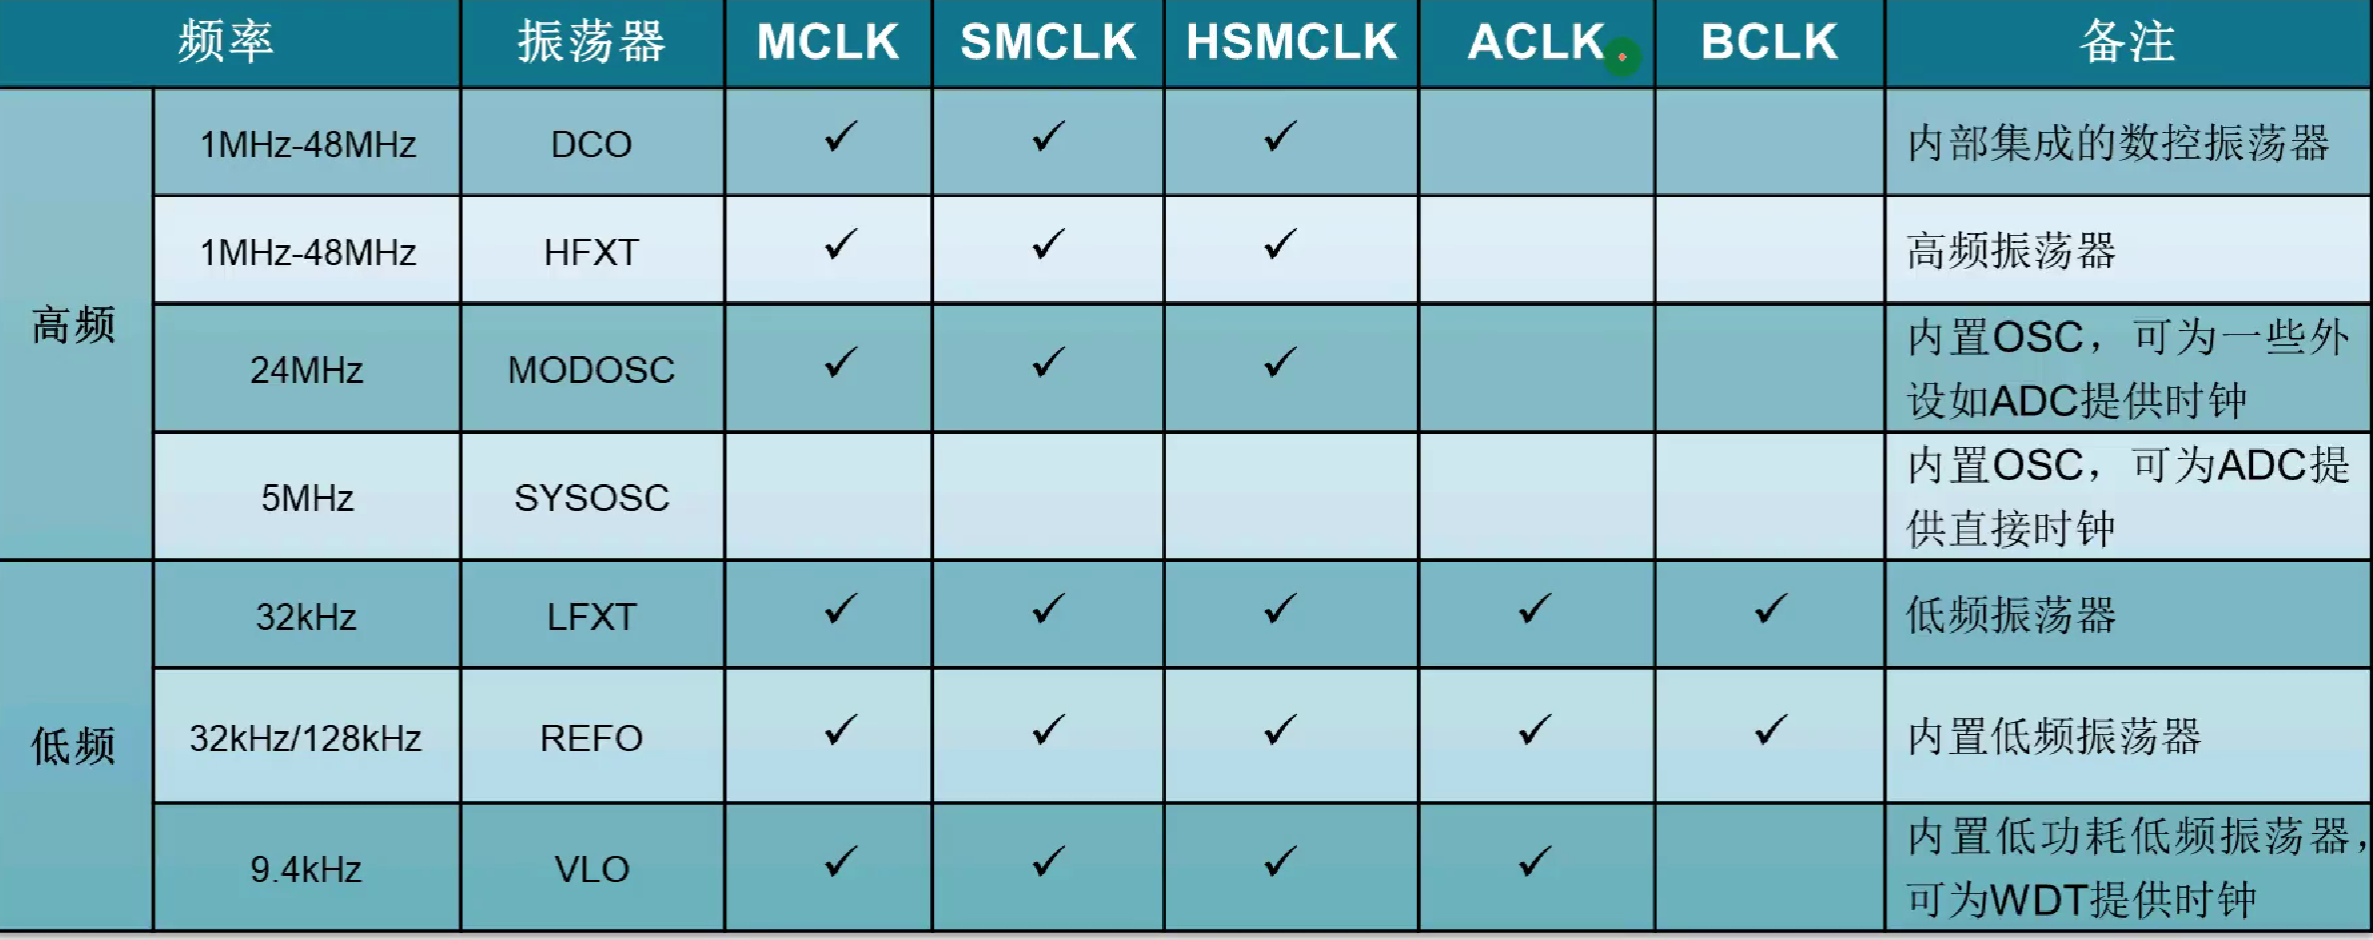 频率 振荡器 MCLK SMCLK HSMCLK ACLK BCLK 备注
高频
1MHz-48MHz DCO ✓ ✓ ✓ 内部集成的数控振荡器
1MHz-48MHz HFXT ✓ ✓ ✓ 高频振荡器
24MHz MODOSC ✓ ✓ ✓ 内置OSC，可为一些外
设如ADC提供时钟
5MHz SYSOSC 内置OSC，可为ADC提
供直接时钟
低频
32kHz LFXT ✓ ✓ ✓ ✓ ✓ 低频振荡器
32kHz/128kHz REFO ✓ ✓ ✓ ✓ ✓ 内置低频振荡器
9.4kHz VLO ✓ ✓ ✓ ✓ 内置低功耗低频振荡器，
可为WDT提供时钟